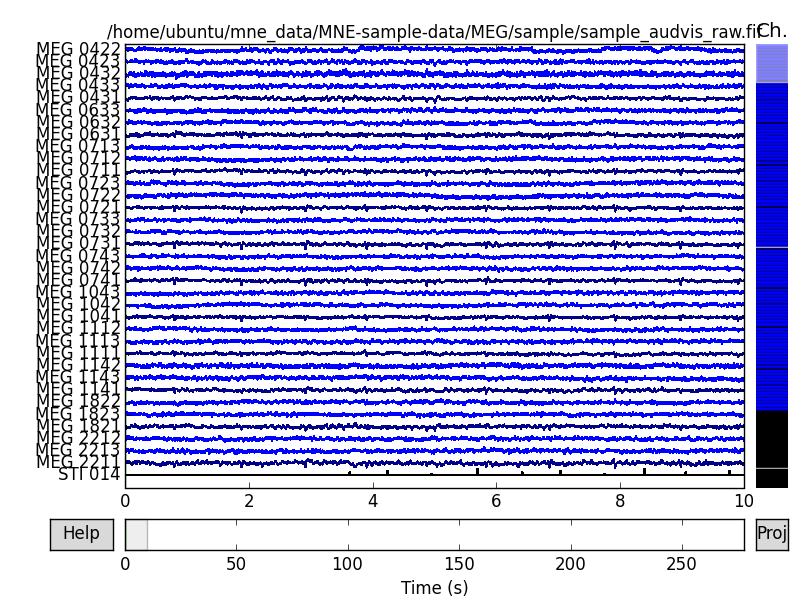 /home/ubuntu/mne_data/MNE-sample-data/MEG/sample/sample_audvis_raw.fif
Ch.
MEG 0422
MEG 0423
MEG 0432
MEG 0433
MEG 0431
MEG 0633
MEG 0632
MEG 0631
MEG 0713
MEG 0712
MEG 0711
MEG 0723
MEG 0722
MEG 0721
MEG 0733
MEG 0732
MEG 0731
MEG 0743
MEG 0742
MEG 0741
MEG 1043
MEG 1042
MEG 1041
MEG 1112
MEG 1113
MEG 1111
MEG 1142
MEG 1143
MEG 1141
MEG 1822
MEG 1823
MEG 1821
MEG 2212
MEG 2213
MEG 2211
STI 014
0 2 4 6 8 10
Help
Proj
0 50 100 150 200 250
Time (s)